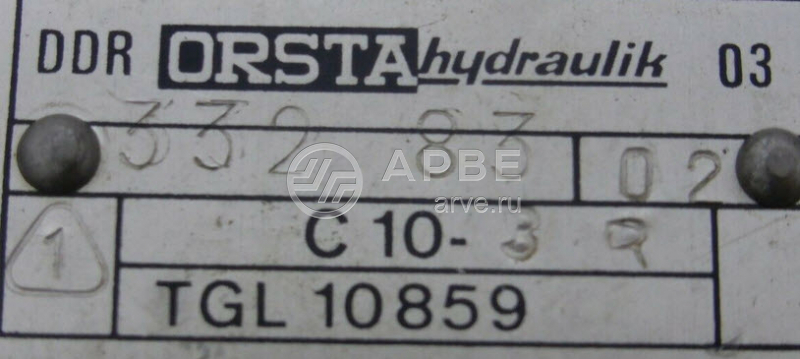 DDR ORSTA hydraulik 03
332 83
02
АРВЕ
arve.ru
1
C 10- 3 R
TGL 10859